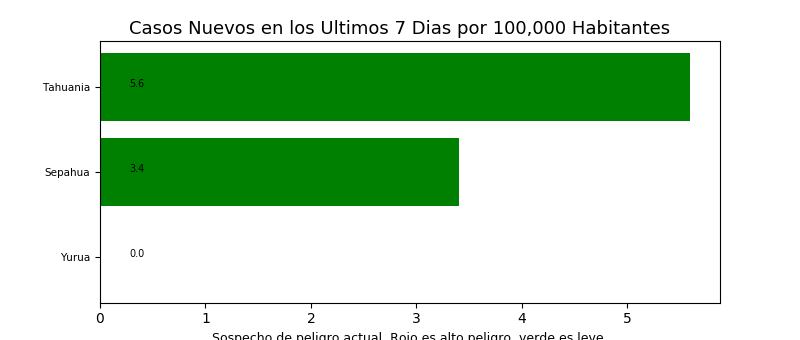 Casos Nuevos en los Ultimos 7 Dias por 100,000 Habitantes
Tahuania
5.6
Sepahua
3.4
Yurua
0.0
0 1 2 3 4 5
Sospecho de peligro actual. Rojo es alto peligro, verde es leve